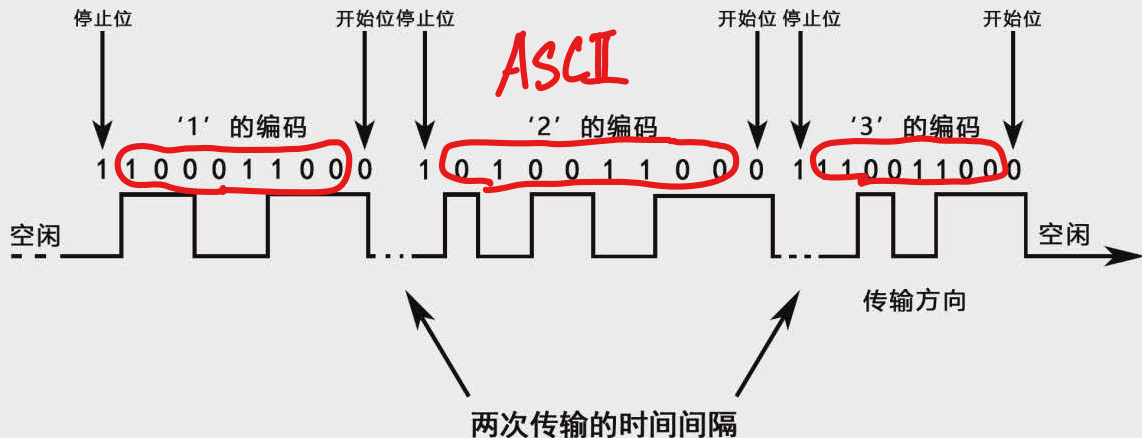 停止位 开始位 停止位 开始位 停止位 开始位
ASCII
'1' 的编码 '2' 的编码 '3' 的编码
1 1 0 0 0 1 1 0 0 0 1 0 1 0 0 1 1 0 0 0 1 1 1 0 0 1 1 0 0 0
空闲 空闲
传输方向
两次传输的时间间隔